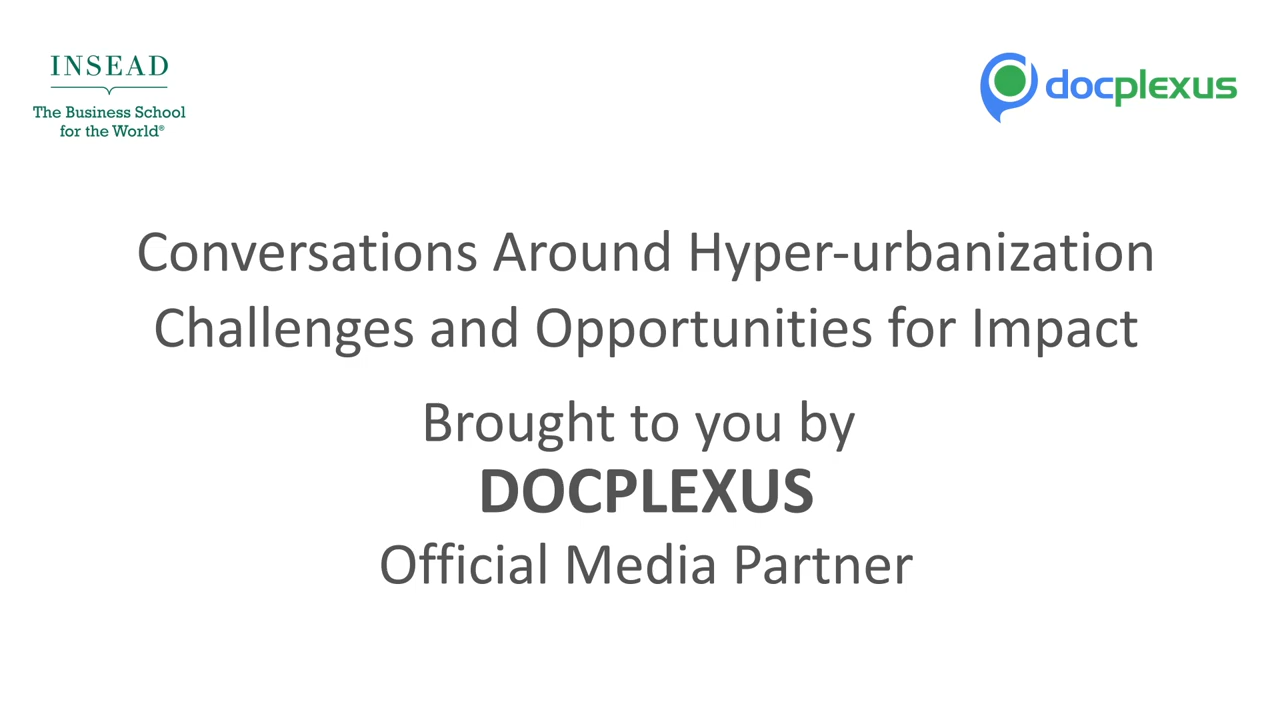 INSEAD
The Business School
for the World®
docplexus
Conversations Around Hyper-urbanization
Challenges and Opportunities for Impact
Brought to you by
DOCPLEXUS
Official Media Partner